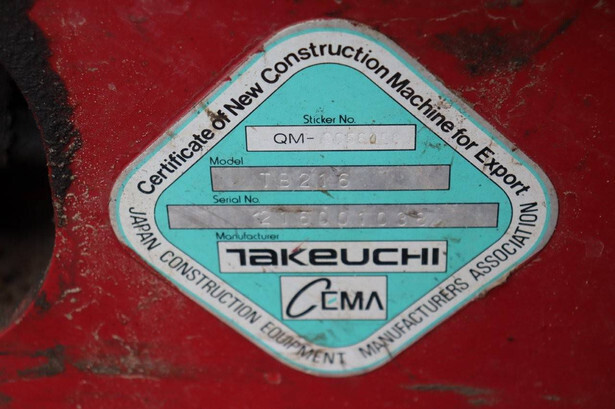 Certificate of New Construction Machine for Export
Sticker No.
QM-
Model
TB216
Serial No.
Manufacturer
TAKEUCHI
CEMA
JAPAN CONSTRUCTION EQUIPMENT MANUFACTURERS ASSOCIATION